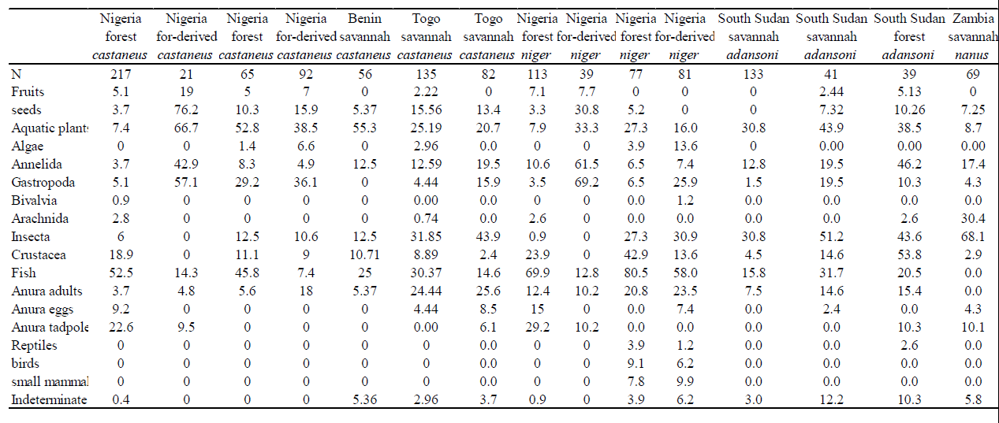 Nigeria Nigeria Nigeria Nigeria Benin Togo Togo Nigeria Nigeria Nigeria Nigeria South Sudan South Sudan South Sudan Zambia
forest for-derived forest for-derived savannah savannah savannah forest for-derived forest for-derived savannah savannah forest savannah
castaneus castaneus castaneus castaneus castaneus castaneus castaneus niger niger niger niger adansoni adansoni adansoni nanus
N 217 21 65 92 56 135 82 113 39 77 81 133 41 39 69
Fruits 5.1 19 5 7 0 2.22 0 7.1 7.7 0 0 0 2.44 5.13 0
seeds 3.7 76.2 10.3 15.9 5.37 15.56 13.4 3.3 30.8 5.2 0 0 7.32 10.26 7.25
Aquatic plants 7.4 66.7 52.8 38.5 55.3 25.19 20.7 7.9 33.3 27.3 16.0 30.8 43.9 38.5 8.7
Algae 0 0 1.4 6.6 0 2.96 0.0 0 0 3.9 13.6 0 0.00 0.00 0.00
Annelida 3.7 42.9 8.3 4.9 12.5 12.59 19.5 10.6 61.5 6.5 7.4 12.8 19.5 46.2 17.4
Gastropoda 5.1 57.1 29.2 36.1 0 4.44 15.9 3.5 69.2 6.5 25.9 1.5 19.5 10.3 4.3
Bivalvia 0.9 0 0 0 0 0.00 0.0 0 0 0.0 1.2 0.0 0.0 0.0 0.0
Arachnida 2.8 0 0 0 0 0.74 0.0 2.6 0 0.0 0.0 0.0 0.0 2.6 30.4
Insecta 6 0 12.5 10.6 12.5 31.85 43.9 0.9 0 27.3 30.9 30.8 51.2 43.6 68.1
Crustacea 18.9 0 11.1 9 10.71 8.89 2.4 23.9 0 42.9 13.6 4.5 14.6 53.8 2.9
Fish 52.5 14.3 45.8 7.4 25 30.37 14.6 69.9 12.8 80.5 58.0 15.8 31.7 20.5 0.0
Anura adults 3.7 4.8 5.6 18 5.37 24.44 25.6 12.4 10.2 20.8 23.5 7.5 14.6 15.4 0.0
Anura eggs 9.2 0 0 0 0 4.44 8.5 15 0 0.0 7.4 0.0 2.4 0.0 4.3
Anura tadpole 22.6 9.5 0 0 0 0.00 6.1 29.2 10.2 0.0 0.0 0.0 0.0 10.3 10.1
Reptiles 0 0 0 0 0 0 0.0 0 0 3.9 1.2 0.0 0.0 2.6 0.0
birds 0 0 0 0 0 0 0.0 0 0 9.1 6.2 0.0 0.0 0.0 0.0
small mammal 0 0 0 0 0 0 0.0 0 0 7.8 9.9 0.0 0.0 0.0 0.0
Indeterminate 0.4 0 0 0 5.36 2.96 3.7 0.9 0 3.9 6.2 3.0 12.2 10.3 5.8